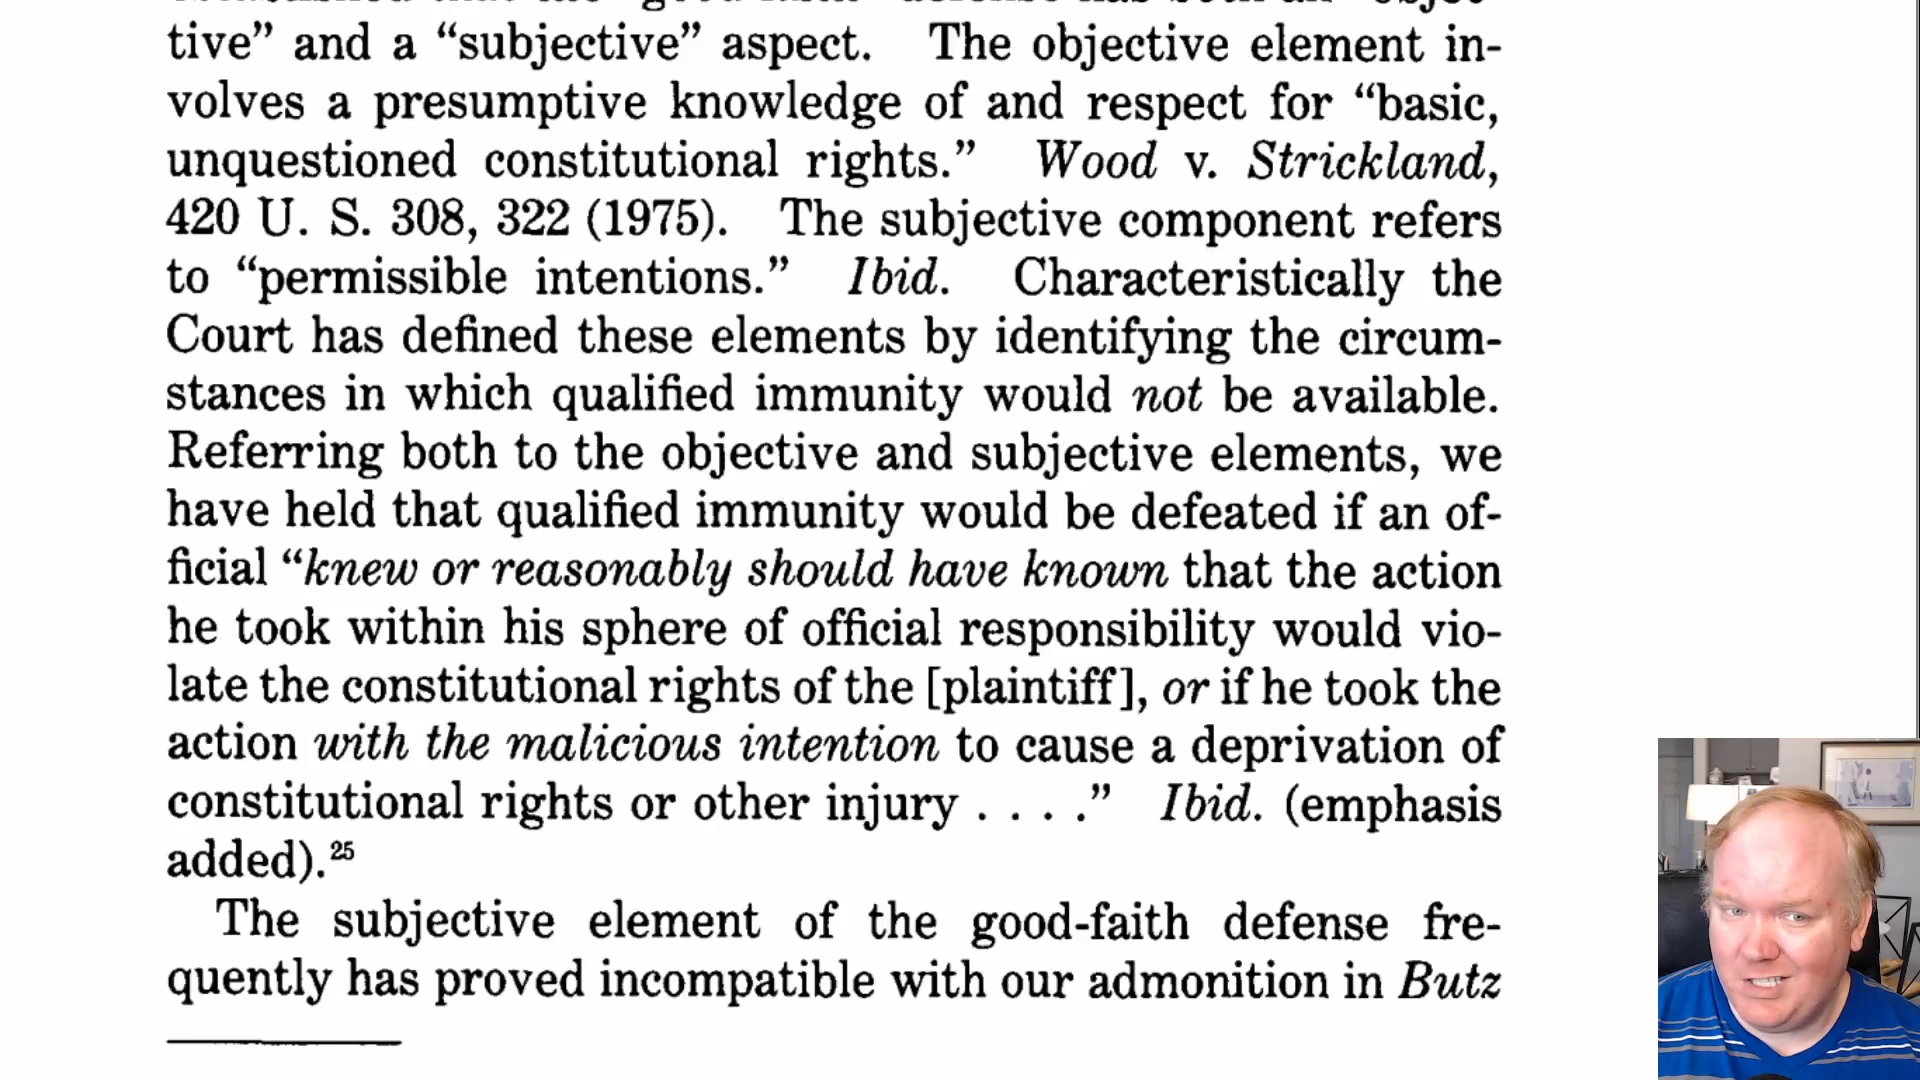 tive” and a “subjective” aspect. The objective element in-
volves a presumptive knowledge of and respect for “basic,
unquestioned constitutional rights.” Wood v. Strickland,
420 U. S. 308, 322 (1975). The subjective component refers
to “permissible intentions.” Ibid. Characteristically the
Court has defined these elements by identifying the circum-
stances in which qualified immunity would not be available.
Referring both to the objective and subjective elements, we
have held that qualified immunity would be defeated if an of-
ficial “knew or reasonably should have known that the action
he took within his sphere of official responsibility would vio-
late the constitutional rights of the [plaintiff], or if he took the
action with the malicious intention to cause a deprivation of
constitutional rights or other injury . . . .” Ibid. (emphasis
added).25
The subjective element of the good-faith defense fre-
quently has proved incompatible with our admonition in Butz